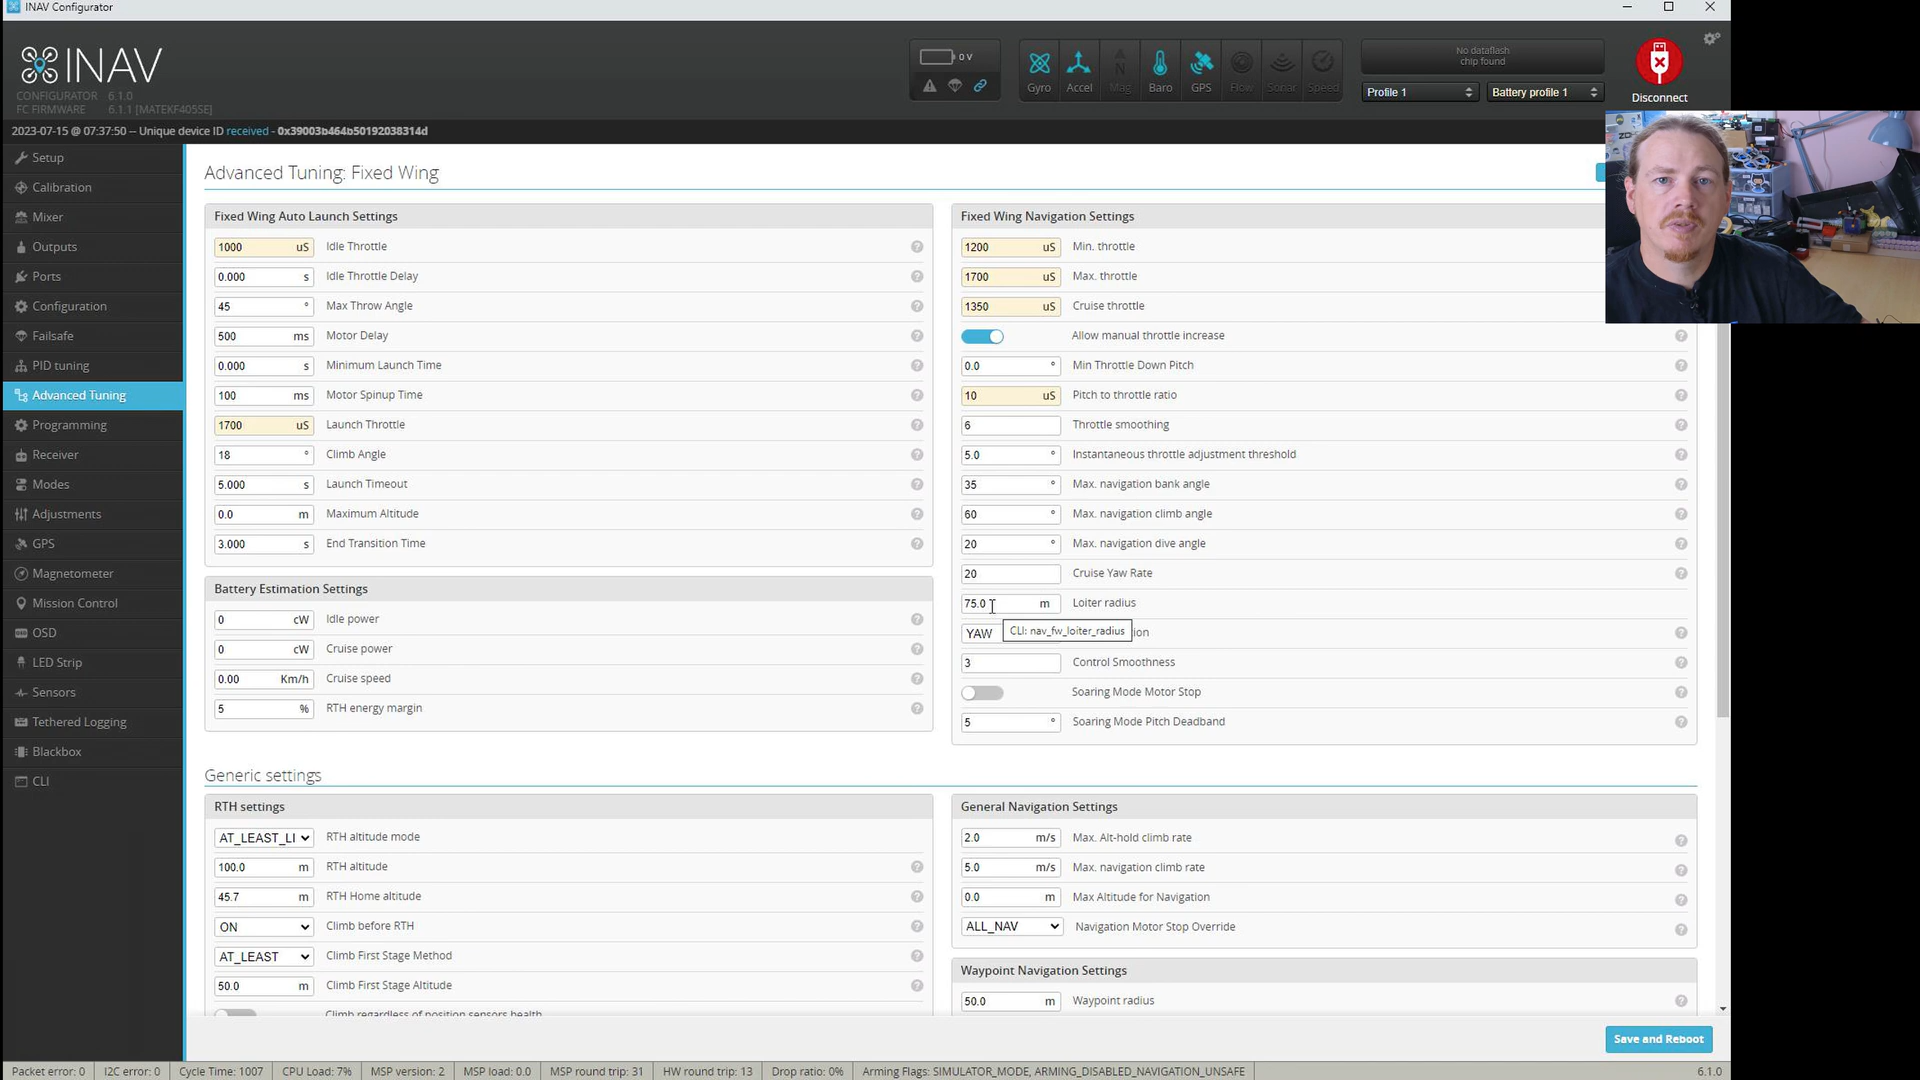 INAV Configurator
INAV
CONFIGURATOR 6.1.0
FC FIRMWARE 6.1.1 [MATEKF405SE]
0 V
Gyro Accel Mag Baro GPS Flow Sonar Speed
No dataflash
chip found
Profile 1
Battery profile 1
Disconnect
2023-07-15 @ 07:37:50 -- Unique device ID received - 0x39003b464b50192038314d
Setup
Calibration
Mixer
Outputs
Ports
Configuration
Failsafe
PID tuning
Advanced Tuning
Programming
Receiver
Modes
Adjustments
GPS
Magnetometer
Mission Control
OSD
LED Strip
Sensors
Tethered Logging
Blackbox
CLI
Advanced Tuning: Fixed Wing
Fixed Wing Auto Launch Settings
1000 uS Idle Throttle
0.000 s Idle Throttle Delay
45 ° Max Throw Angle
500 ms Motor Delay
0.000 s Minimum Launch Time
100 ms Motor Spinup Time
1700 uS Launch Throttle
18 ° Climb Angle
5.000 s Launch Timeout
0.0 m Maximum Altitude
3.000 s End Transition Time
Battery Estimation Settings
0 cW Idle power
0 cW Cruise power
0.00 Km/h Cruise speed
5 % RTH energy margin
Fixed Wing Navigation Settings
1200 uS Min. throttle
1700 uS Max. throttle
1350 uS Cruise throttle
Allow manual throttle increase
0.0 ° Min Throttle Down Pitch
10 uS Pitch to throttle ratio
6 Throttle smoothing
5.0 ° Instantaneous throttle adjustment threshold
35 ° Max. navigation bank angle
60 ° Max. navigation climb angle
20 ° Max. navigation dive angle
20 Cruise Yaw Rate
75.0 m Loiter radius
YAW CLI: nav_fw_loiter_radius ion
3 Control Smoothness
Soaring Mode Motor Stop
5 ° Soaring Mode Pitch Deadband
Generic settings
RTH settings
AT_LEAST_LI RTH altitude mode
100.0 m RTH altitude
45.7 m RTH Home altitude
ON Climb before RTH
AT_LEAST Climb First Stage Method
50.0 m Climb First Stage Altitude
Climb regardless of position sensors health
General Navigation Settings
2.0 m/s Max. Alt-hold climb rate
5.0 m/s Max. navigation climb rate
0.0 m Max Altitude for Navigation
ALL_NAV Navigation Motor Stop Override
Waypoint Navigation Settings
50.0 m Waypoint radius
Save and Reboot
Packet error: 0 I2C error: 0 Cycle Time: 1007 CPU Load: 7% MSP version: 2 MSP load: 0.0 MSP round trip: 31 HW round trip: 13 Drop ratio: 0% Arming Flags: SIMULATOR_MODE, ARMING_DISABLED_NAVIGATION_UNSAFE 6.1.0